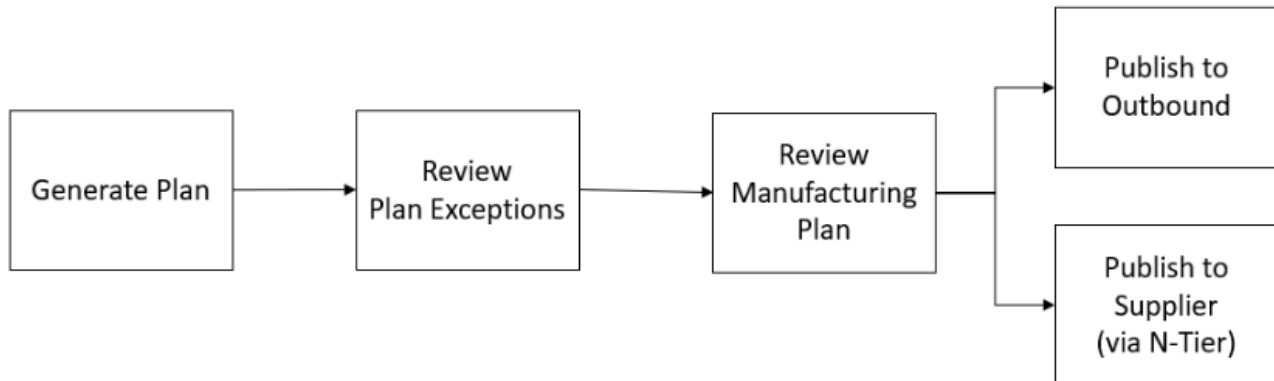 Generate Plan
Review
Plan Exceptions
Review
Manufacturing
Plan
Publish to
Outbound
Publish to
Supplier
(via N-Tier)